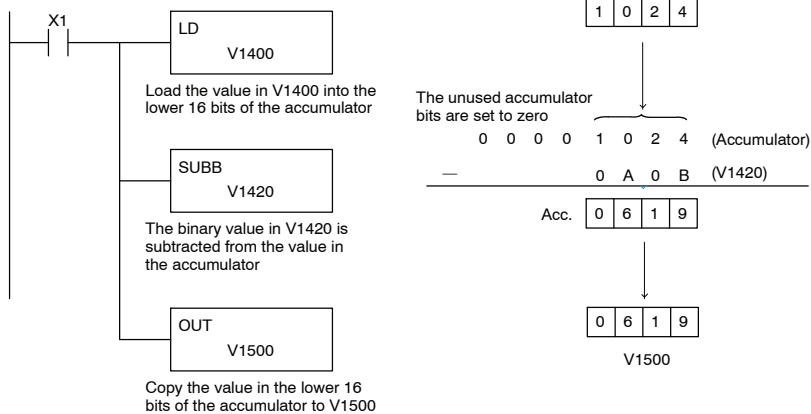 X1
LD
V1400
Load the value in V1400 into the
lower 16 bits of the accumulator
SUBB
V1420
The binary value in V1420 is
subtracted from the value in
the accumulator
OUT
V1500
Copy the value in the lower 16
bits of the accumulator to V1500
1 0 2 4
The unused accumulator
bits are set to zero
0 0 0 0 1 0 2 4 (Accumulator)
— 0 A 0 B (V1420)
Acc. 0 6 1 9
0 6 1 9
V1500